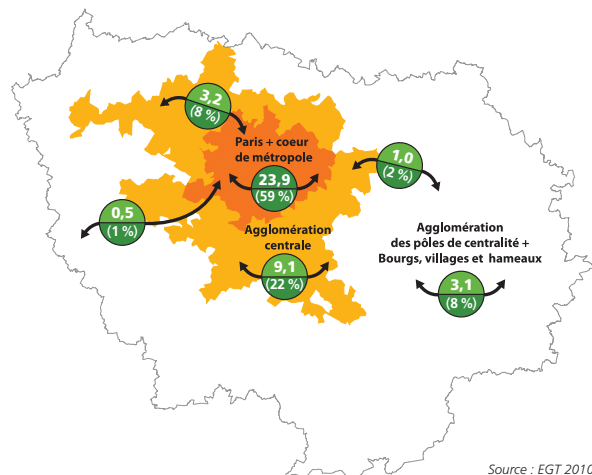 3,2
(8 %)
Paris + coeur
de métropole
23,9
(59 %)
1,0
(2 %)
0,5
(1 %)
Agglomération
centrale
9,1
(22 %)
Agglomération
des pôles de centralité +
Bourgs, villages et hameaux
3,1
(8 %)
Source : EGT 2010